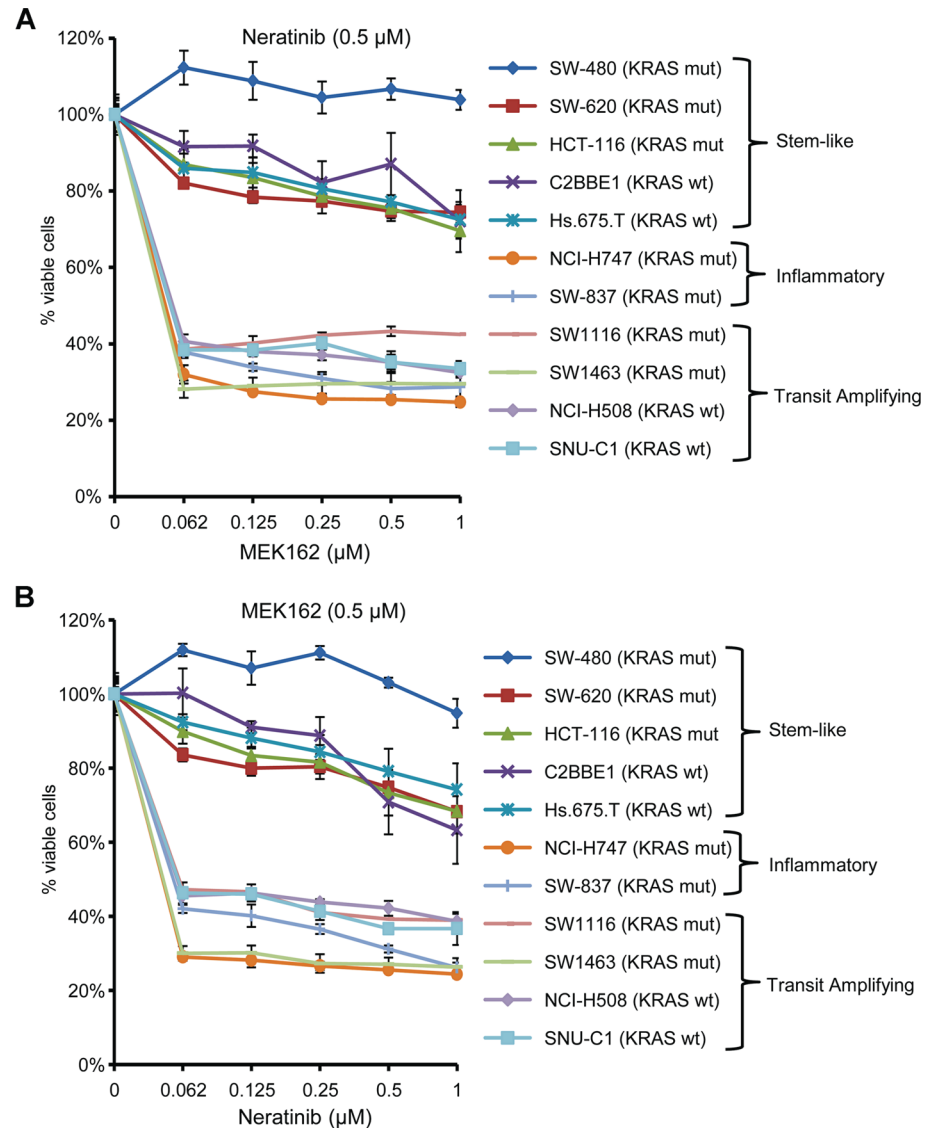 A
Neratinib (0.5 µM)
120%
100%
80%
60%
40%
20%
0%
% viable cells
0 0.062 0.125 0.25 0.5 1
MEK162 (µM)
SW-480 (KRAS mut)
SW-620 (KRAS mut)
HCT-116 (KRAS mut
C2BBE1 (KRAS wt)
Hs.675.T (KRAS wt)
NCI-H747 (KRAS mut)
SW-837 (KRAS mut)
SW1116 (KRAS mut)
SW1463 (KRAS mut)
NCI-H508 (KRAS wt)
SNU-C1 (KRAS wt)
Stem-like
Inflammatory
Transit Amplifying
B
MEK162 (0.5 µM)
120%
100%
80%
60%
40%
20%
0%
% viable cells
0 0.062 0.125 0.25 0.5 1
Neratinib (µM)
SW-480 (KRAS mut)
SW-620 (KRAS mut)
HCT-116 (KRAS mut
C2BBE1 (KRAS wt)
Hs.675.T (KRAS wt)
NCI-H747 (KRAS mut)
SW-837 (KRAS mut)
SW1116 (KRAS mut)
SW1463 (KRAS mut)
NCI-H508 (KRAS wt)
SNU-C1 (KRAS wt)
Stem-like
Inflammatory
Transit Amplifying